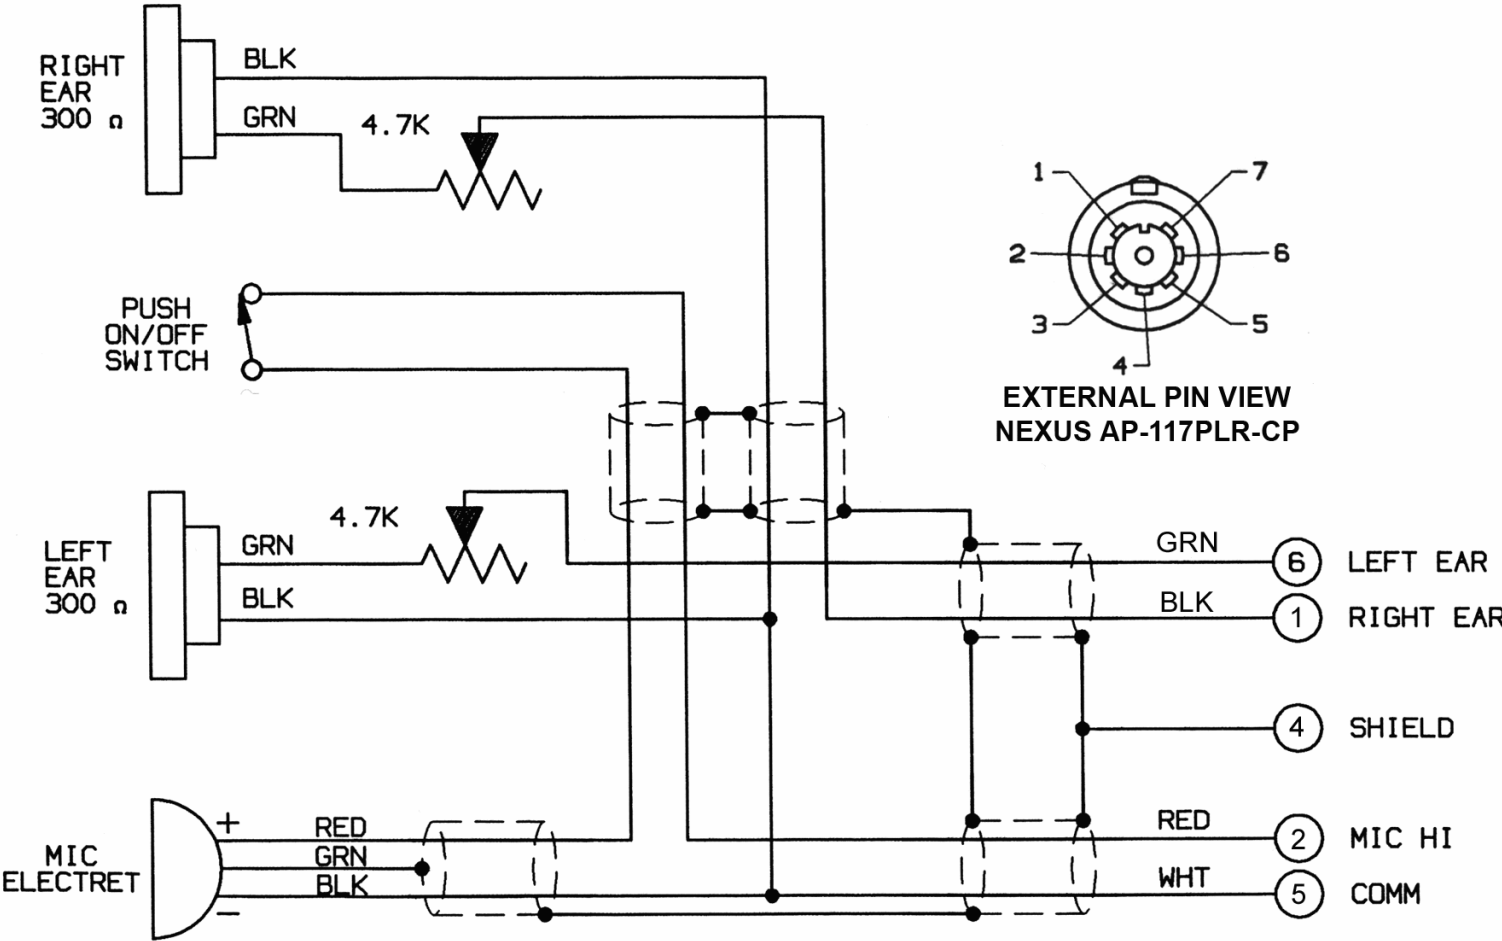 RIGHT
EAR
300 Ω
BLK
GRN
4.7K
PUSH
ON/OFF
SWITCH
1
7
2
6
3
5
4
EXTERNAL PIN VIEW
NEXUS AP-117PLR-CP
LEFT
EAR
300 Ω
GRN
BLK
4.7K
GRN
6 LEFT EAR
BLK
1 RIGHT EAR
4 SHIELD
MIC
ELECTRET
+
RED
GRN
BLK
–
RED
2 MIC HI
WHT
5 COMM